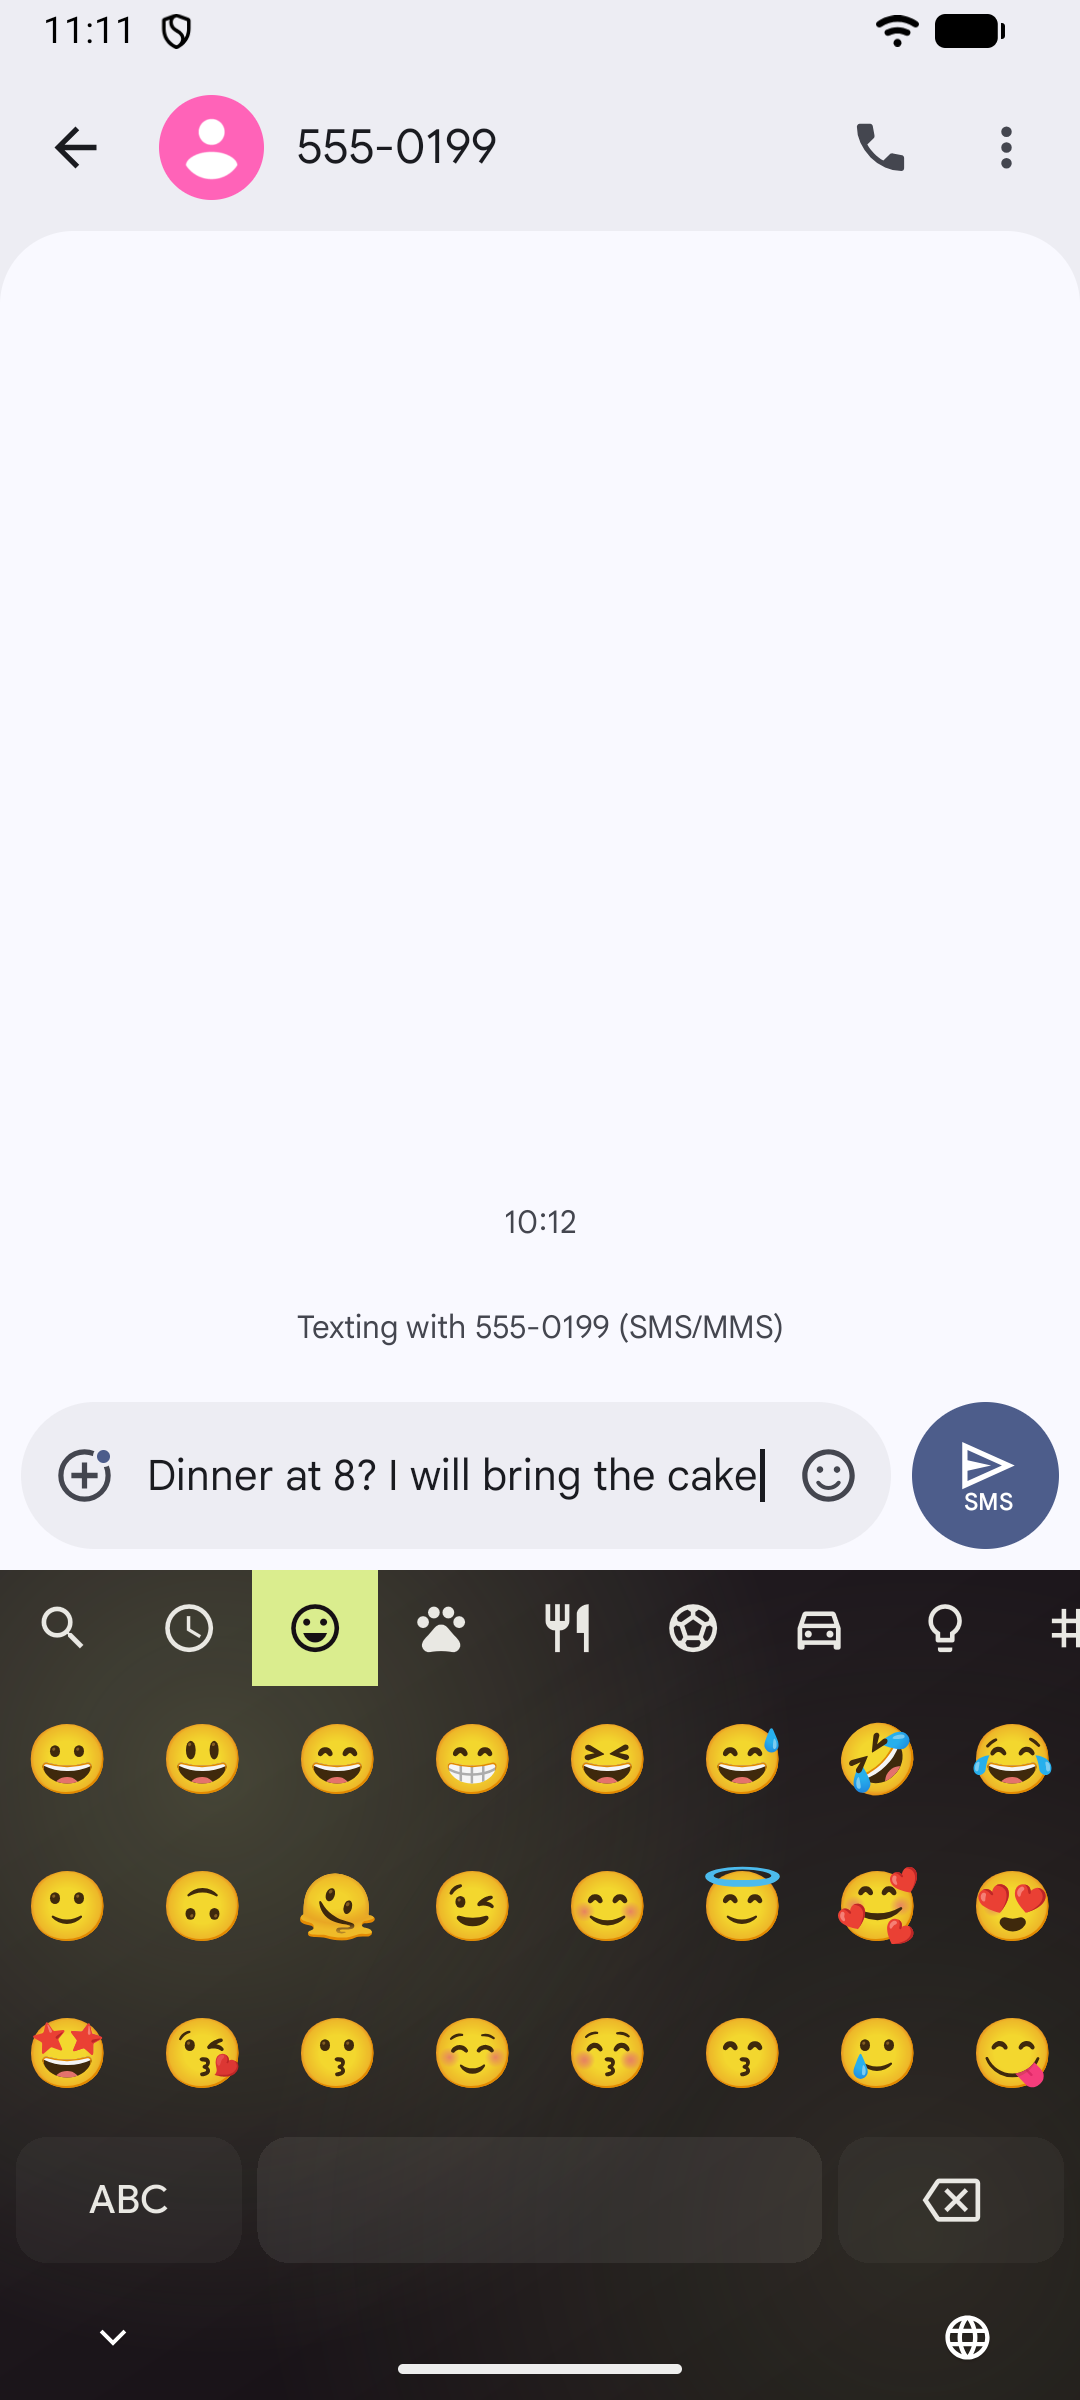 11:11
555-0199
10:12
Texting with 555-0199 (SMS/MMS)
Dinner at 8? I will bring the cake
SMS
ABC